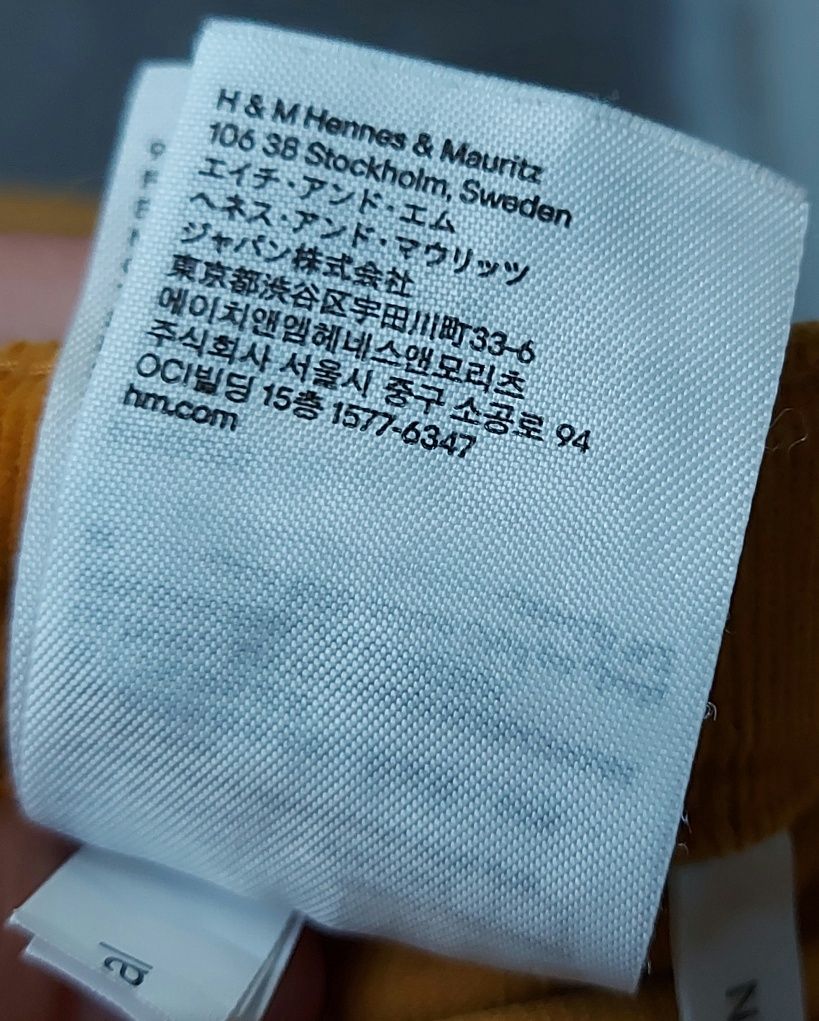 H & M Hennes & Mauritz
106 38 Stockholm, Sweden
エイチ・アンド・エム
ヘネス・アンド・マウリッツ
ジャパン株式会社
東京都渋谷区宇田川町33-6
에이치앤엠헤네스앤모리츠
주식회사 서울시 중구 소공로 94
OCI빌딩 15층 1577-6347
hm.com
a
N